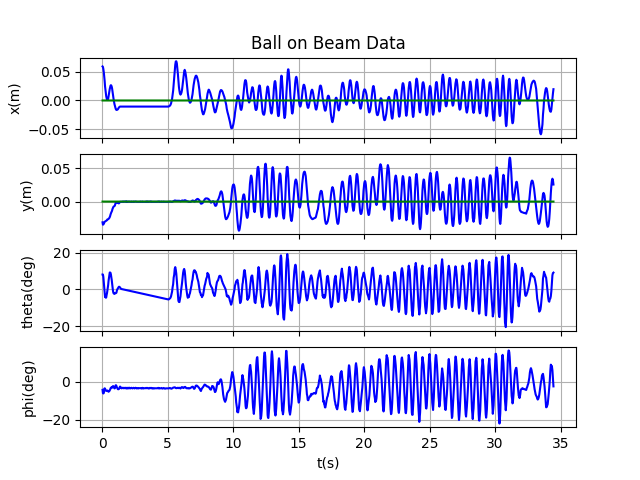 Ball on Beam Data
x(m)
0.05
0.00
−0.05
y(m)
0.05
0.00
theta(deg)
20
0
−20
phi(deg)
0
−20
0 5 10 15 20 25 30 35
t(s)